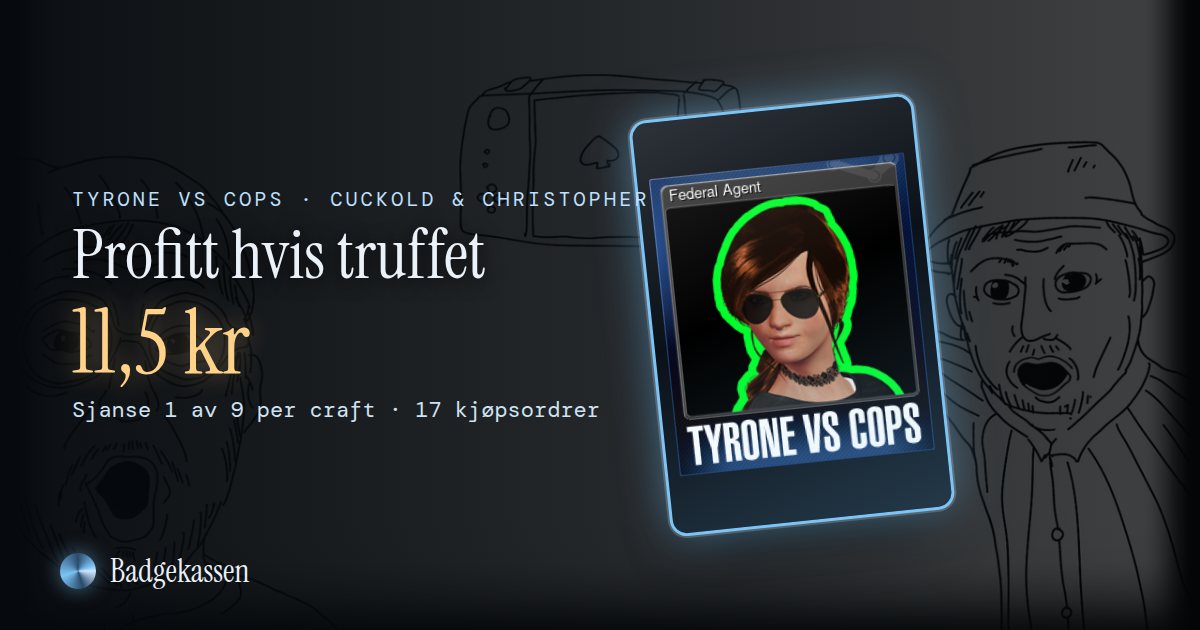 TYRONE VS COPS · CUCKOLD & CHRISTOPHER
Profitt hvis truffet
11,5 kr
Sjanse 1 av 9 per craft · 17 kjøpsordrer
Federal Agent
TYRONE VS COPS
Badgekassen